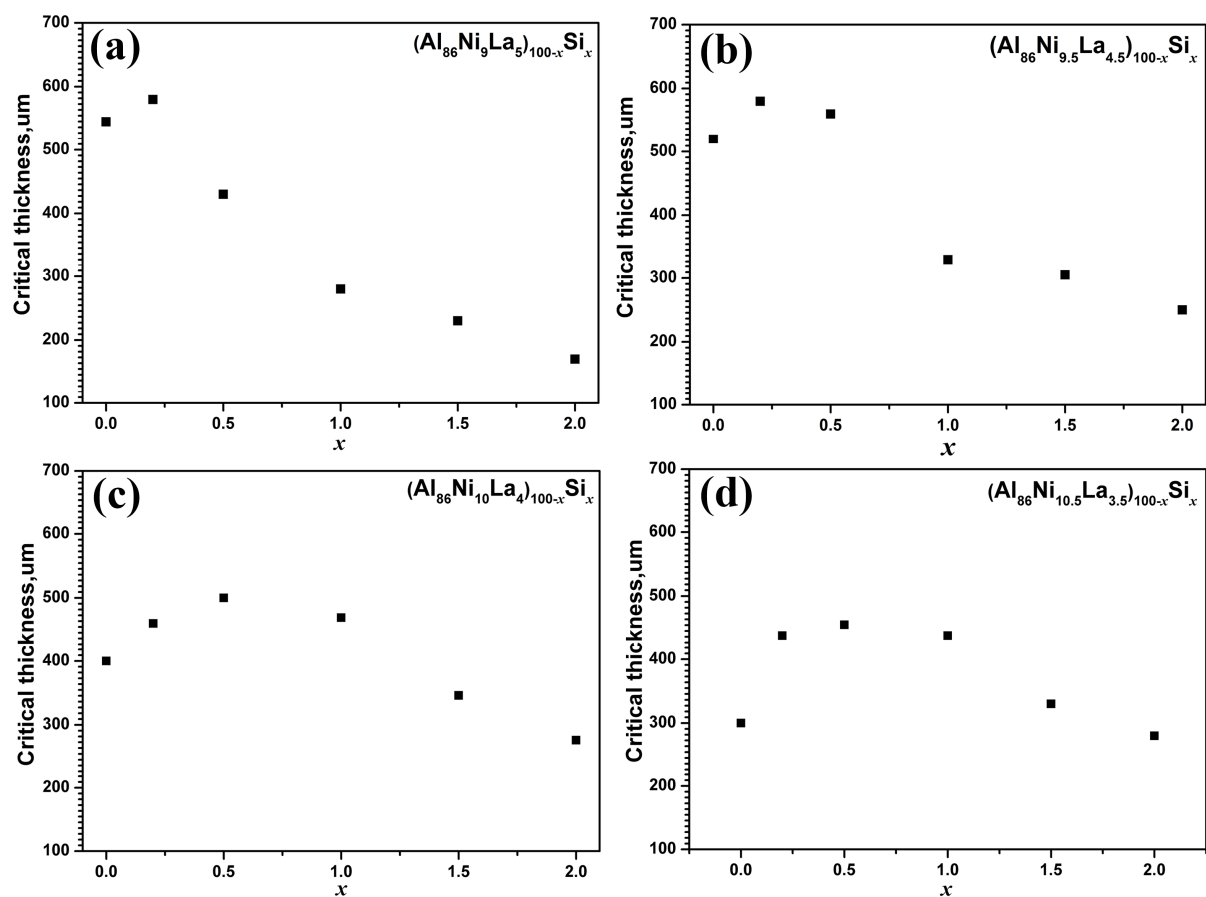 (a) (Al86Ni9La5)100-xSix
700
600
500
400
300
200
100
Critical thickness,um
0.0 0.5 1.0 1.5 2.0
x
(b) (Al86Ni9.5La4.5)100-xSix
700
600
500
400
300
200
100
Critical thickness,um
0.0 0.5 1.0 1.5 2.0
x
(c) (Al86Ni10La4)100-xSix
700
600
500
400
300
200
100
Critical thickness,um
0.0 0.5 1.0 1.5 2.0
x
(d) (Al86Ni10.5La3.5)100-xSix
700
600
500
400
300
200
100
Critical thickness,um
0.0 0.5 1.0 1.5 2.0
x